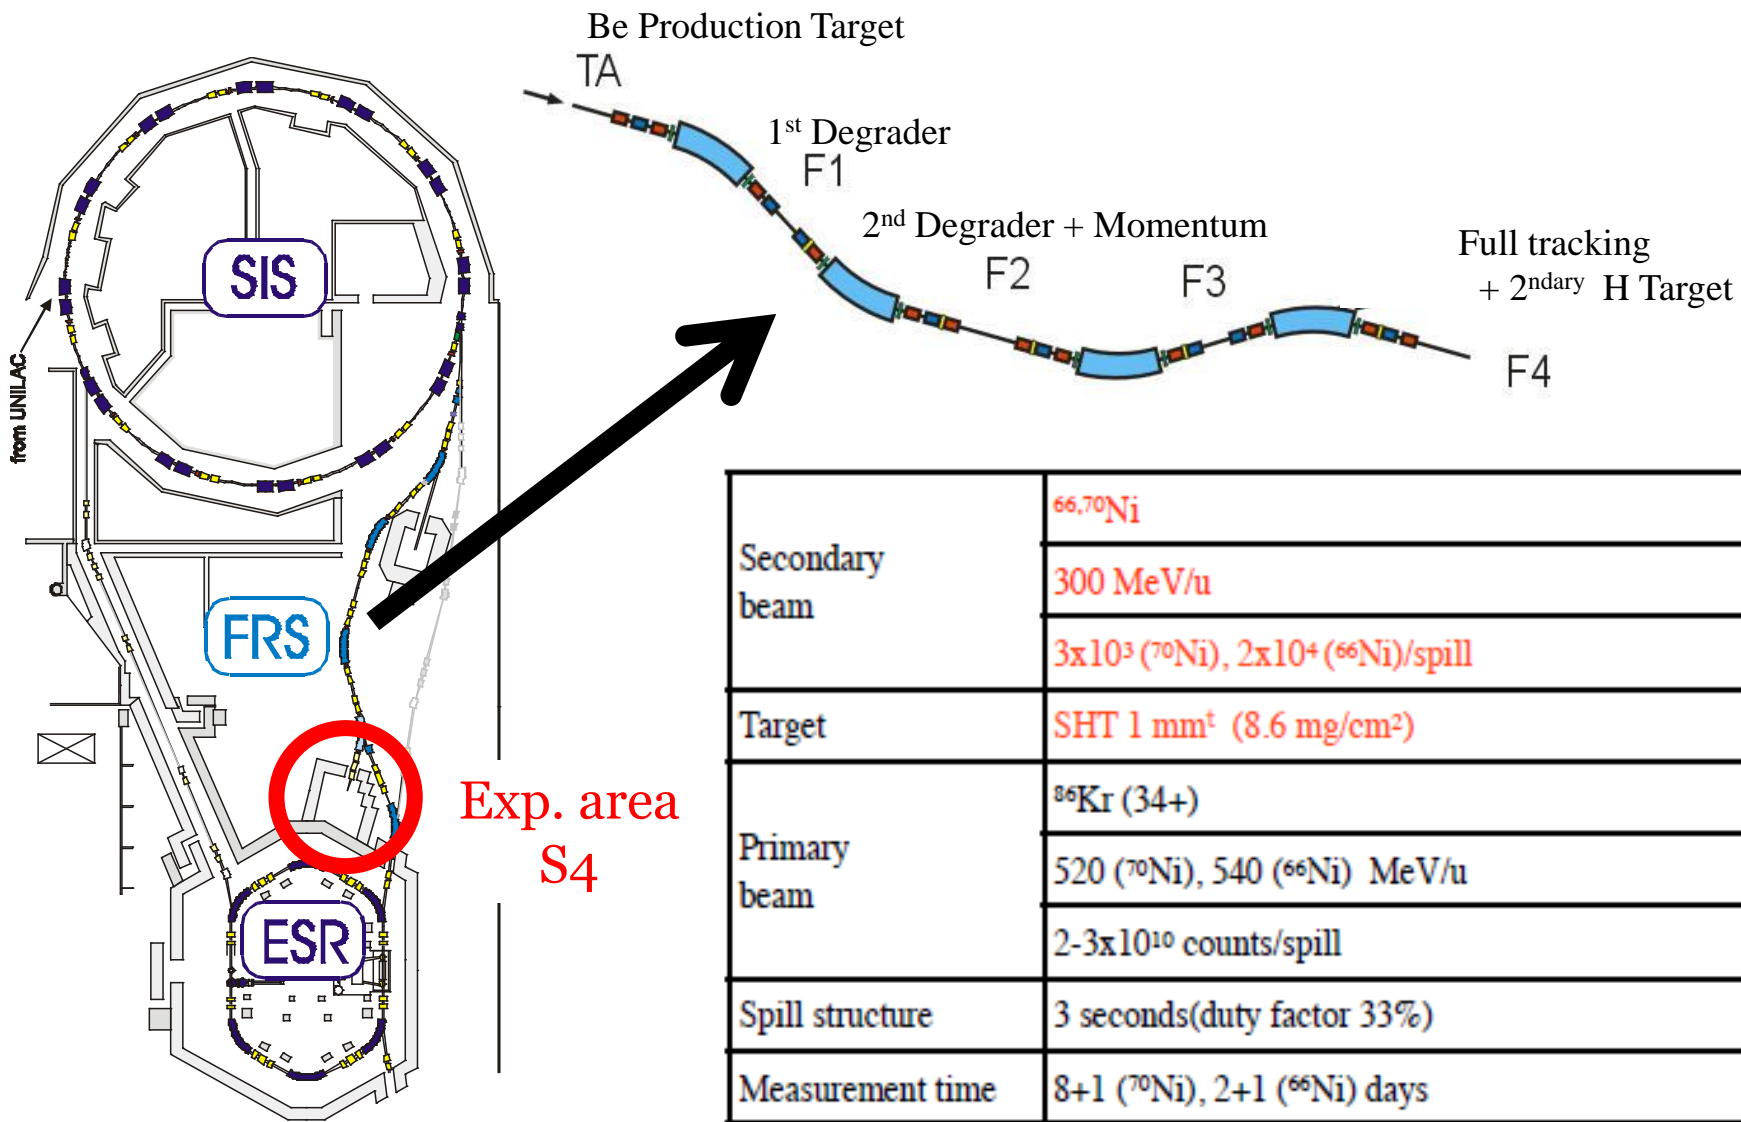 Be Production Target
TA
1st Degrader
F1
2nd Degrader + Momentum
F2
F3
Full tracking
+ 2ndary H Target
F4
SIS
from UNILAC
FRS
Exp. area
S4
ESR
Secondary beam
⁶⁶,⁷⁰Ni
300 MeV/u
3x10³ (⁷⁰Ni), 2x10⁴ (⁶⁶Ni)/spill
Target
SHT 1 mmᵗ (8.6 mg/cm²)
Primary beam
⁸⁶Kr (34+)
520 (⁷⁰Ni), 540 (⁶⁶Ni) MeV/u
2-3x10¹⁰ counts/spill
Spill structure
3 seconds(duty factor 33%)
Measurement time
8+1 (⁷⁰Ni), 2+1 (⁶⁶Ni) days